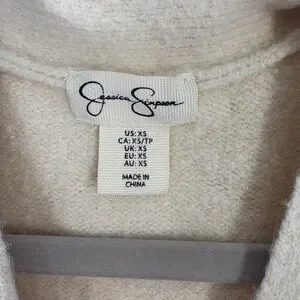 Jessica Simpson
US: XS
CA: XS/TP
UK: XS
EU: XS
AU: XS
MADE IN
CHINA